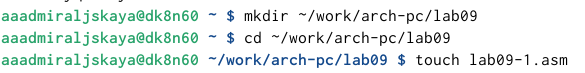 aaadmiraljskaya@dk8n60 ~ $ mkdir ~/work/arch-pc/lab09
aaadmiraljskaya@dk8n60 ~ $ cd ~/work/arch-pc/lab09
aaadmiraljskaya@dk8n60 ~/work/arch-pc/lab09 $ touch lab09-1.asm